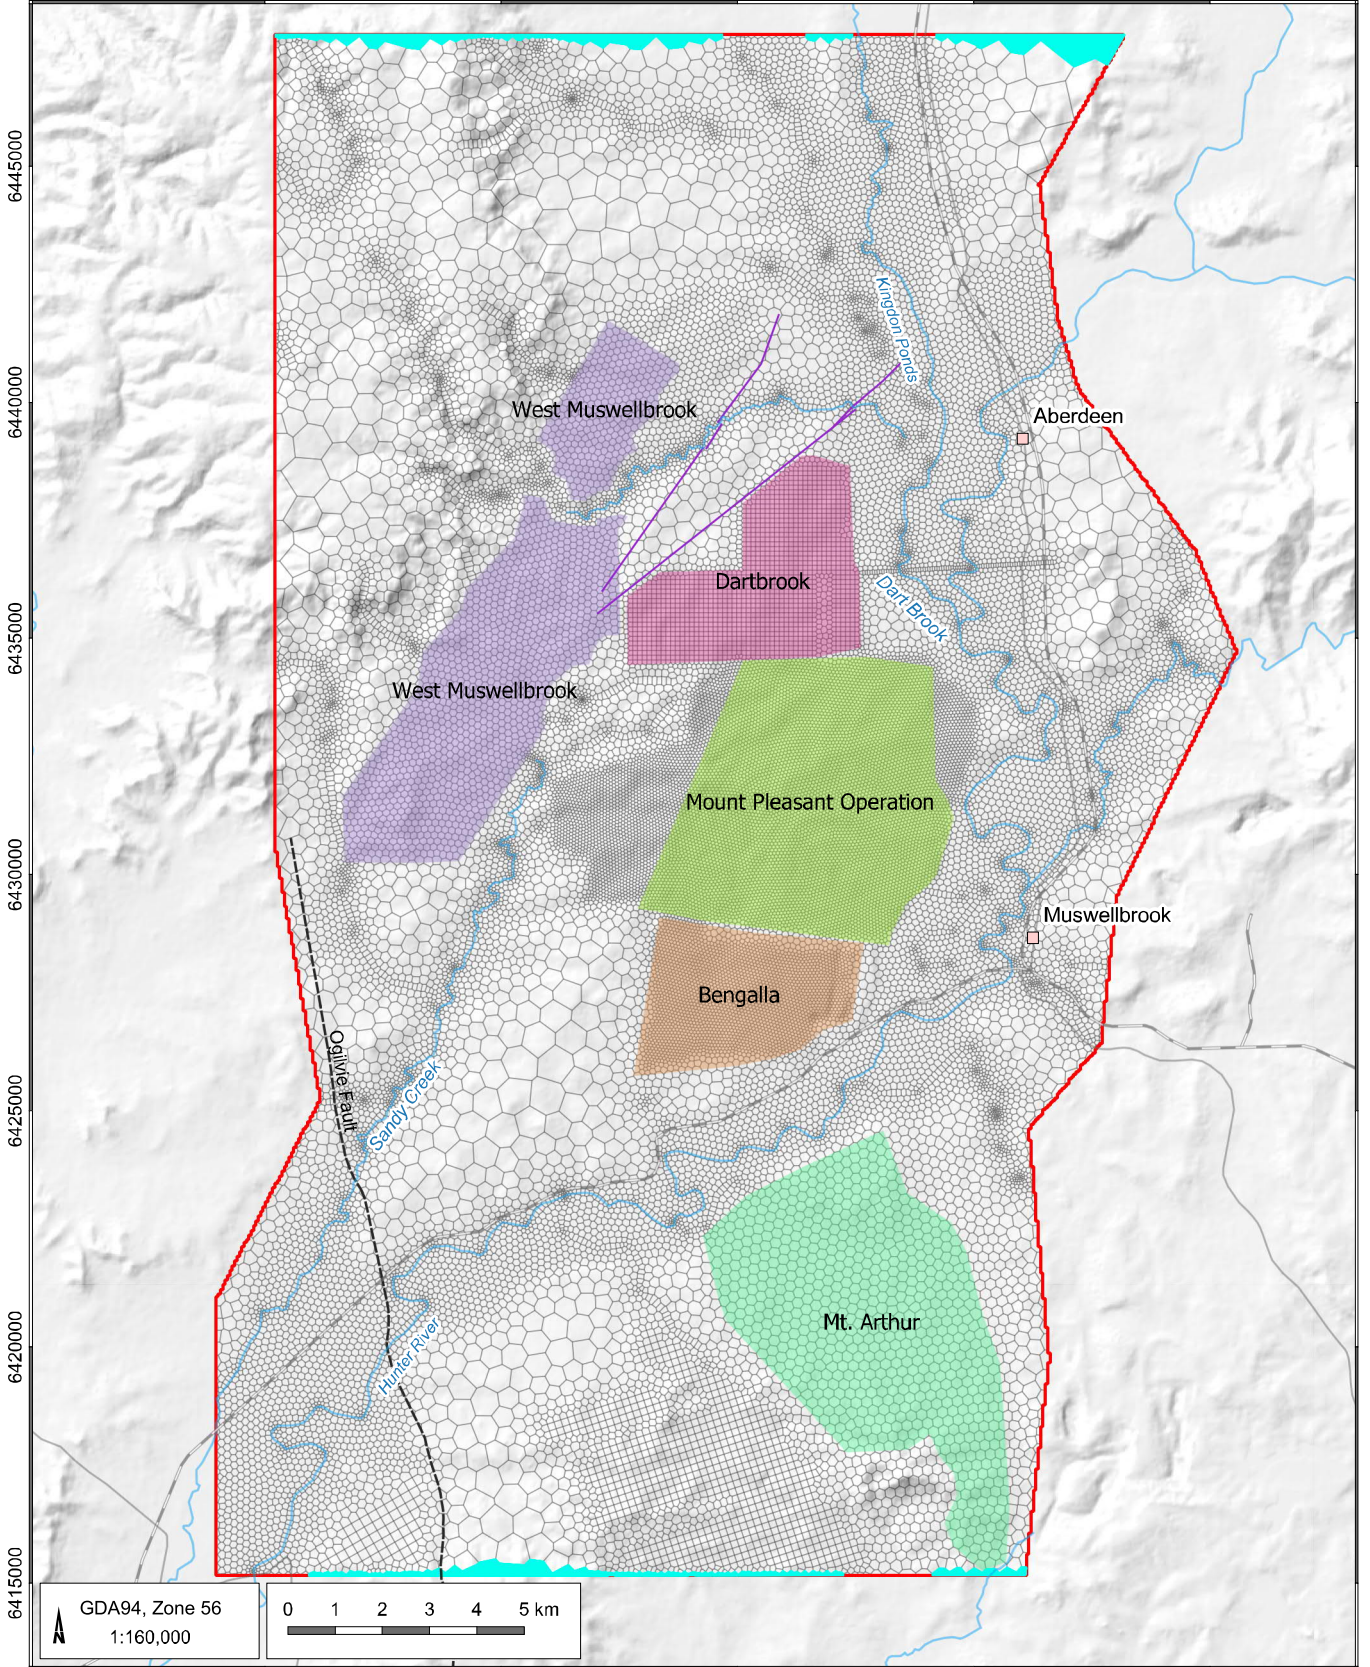 6445000
Kingdon Ponds
6440000
West Muswellbrook
Aberdeen
Dartbrook
Dart Brook
6435000
West Muswellbrook
Mount Pleasant Operation
6430000
Muswellbrook
Bengalla
Ogilvie Fault
Sandy Creek
6425000
Mt. Arthur
Hunter River
6420000
6415000
GDA94, Zone 56
1:160,000
N
0 1 2 3 4 5 km